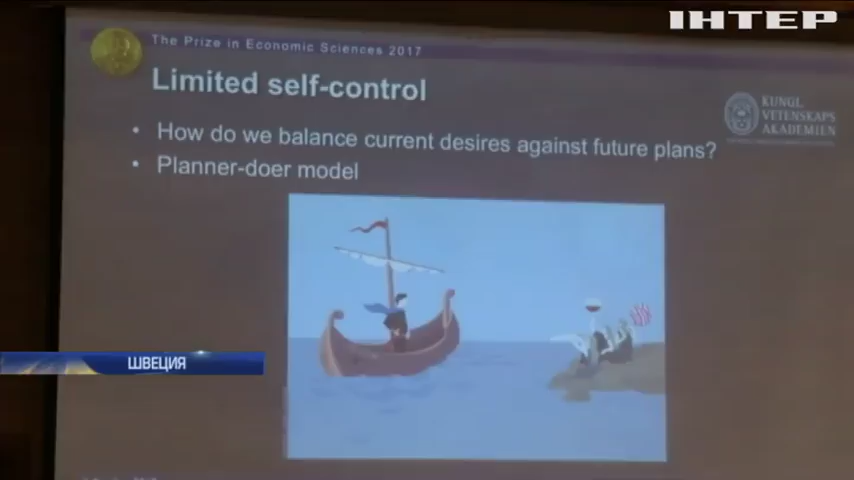 ІНТЕР
The Prize in Economic Sciences 2017
Limited self-control
KUNGL.
VETENSKAPS
AKADEMIEN
• How do we balance current desires against future plans?
• Planner-doer model
ШВЕЦИЯ